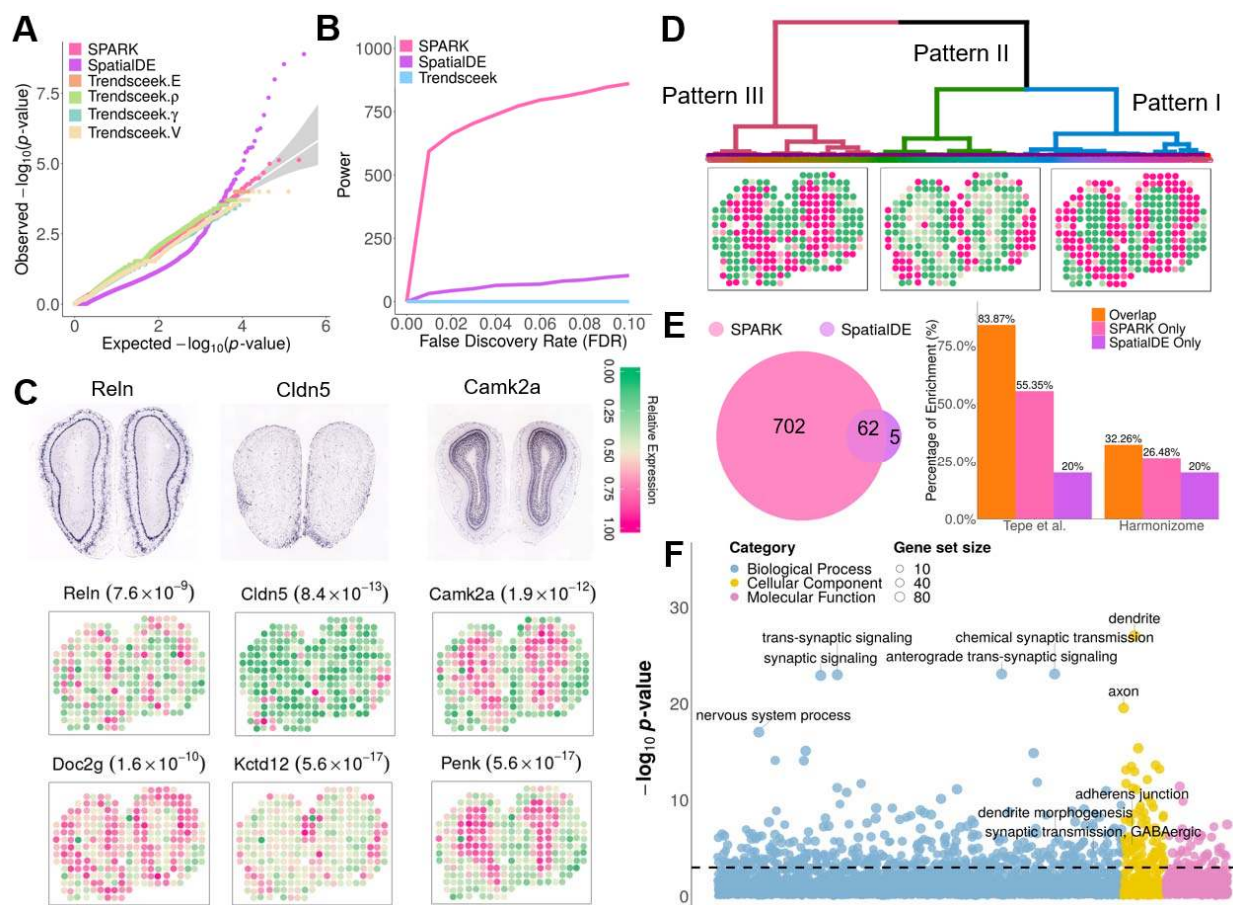 A
SPARK
SpatialDE
Trendsceek.E
Trendsceek.ρ
Trendsceek.γ
Trendsceek.V
Observed −log10(p-value)
7.5
5.0
2.5
0.0
0 2 4 6
Expected −log10(p-value)
B
SPARK
SpatialDE
Trendsceek
Power
1000
750
500
250
0
0.00 0.02 0.04 0.06 0.08 0.10
False Discovery Rate (FDR)
C
Reln
Cldn5
Camk2a
0.00
0.25
0.50
0.75
1.00
Relative Expression
Reln (7.6×10−9)
Cldn5 (8.4×10−13)
Camk2a (1.9×10−12)
Doc2g (1.6×10−10)
Kctd12 (5.6×10−17)
Penk (5.6×10−17)
D
Pattern III
Pattern II
Pattern I
E
SPARK
SpatialDE
702
62
5
Percentage of Enrichment (%)
75.0%
50.0%
25.0%
0.0%
Overlap
SPARK Only
SpatialDE Only
83.87%
55.35%
20%
32.26%
26.48%
20%
Tepe et al.
Harmonizome
F
Category
Biological Process
Cellular Component
Molecular Function
Gene set size
10
40
80
−log10 p-value
30
20
10
0
dendrite
trans-synaptic signaling
chemical synaptic transmission
synaptic signaling
anterograde trans-synaptic signaling
axon
nervous system process
adherens junction
dendrite morphogenesis
synaptic transmission, GABAergic